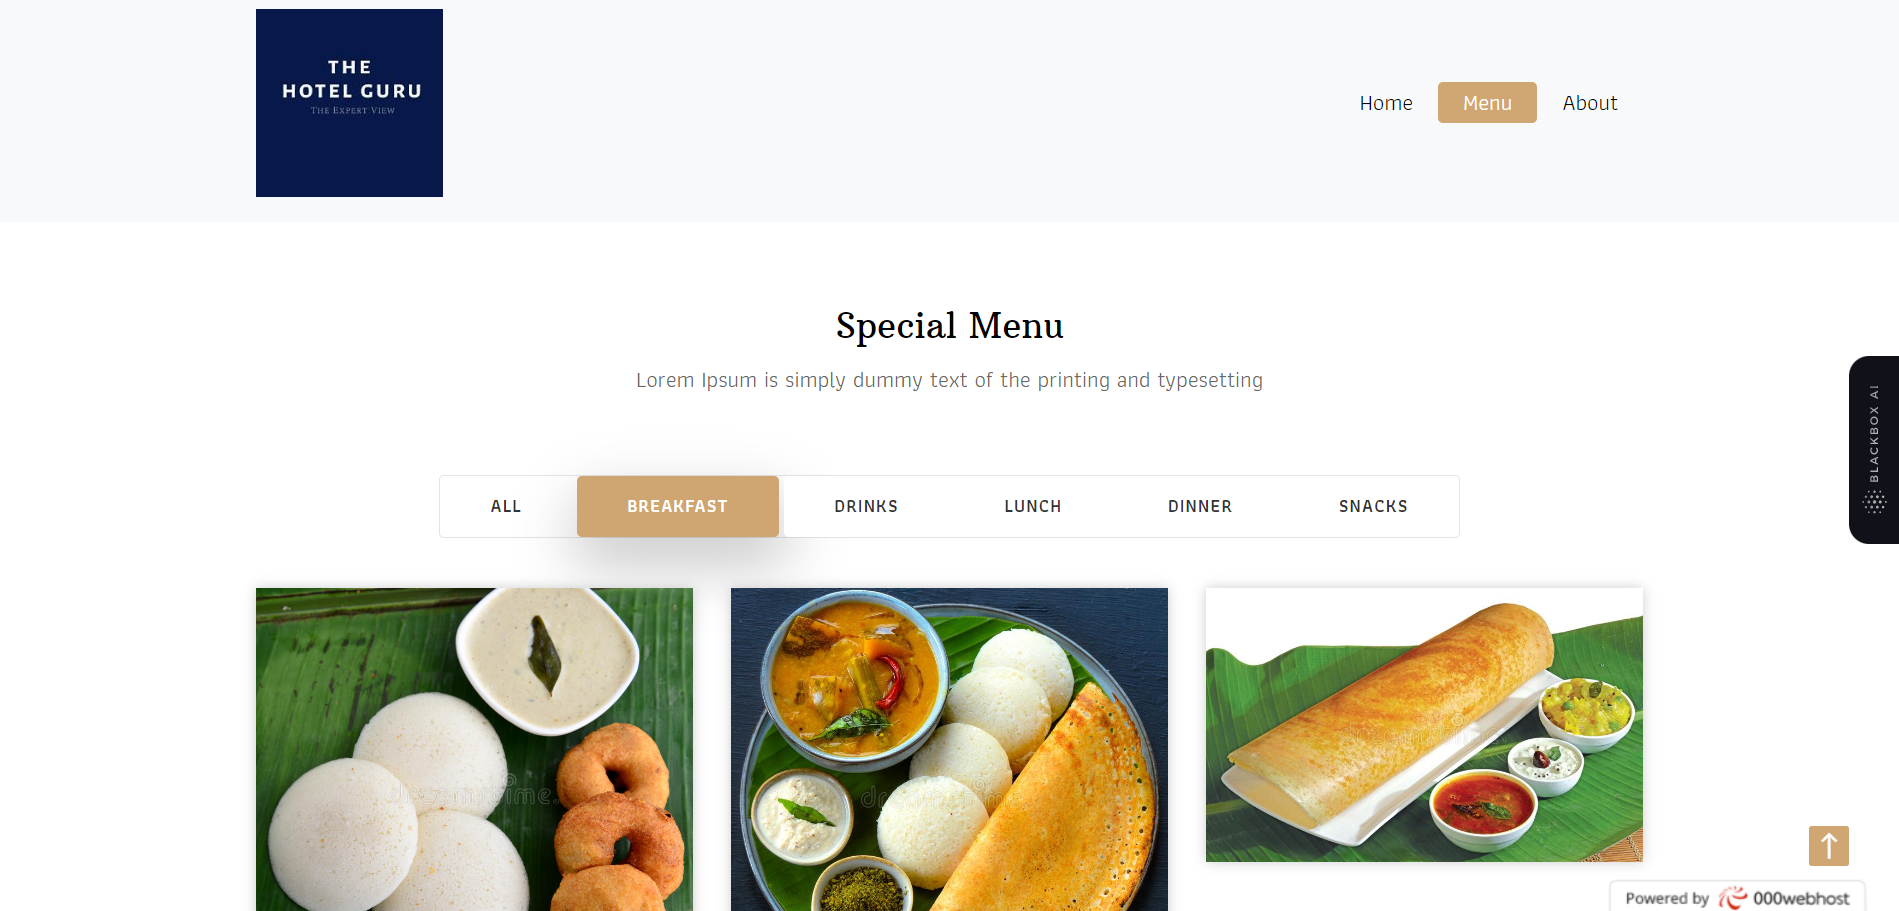 THE
HOTEL GURU
THE EXPERT VIEW
Home
Menu
About
Special Menu
Lorem Ipsum is simply dummy text of the printing and typesetting
ALL
BREAKFAST
DRINKS
LUNCH
DINNER
SNACKS
BLACKBOX AI
dreamstime.
Powered by 000webhost